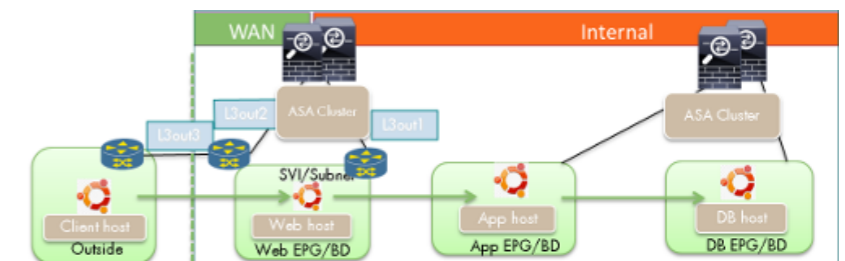 WAN
Internal
L3out3
L3out2
ASA Cluster
L3out1
ASA Cluster
SVI/Subnet
Client host
Outside
Web host
Web EPG/BD
App host
App EPG/BD
DB host
DB EPG/BD